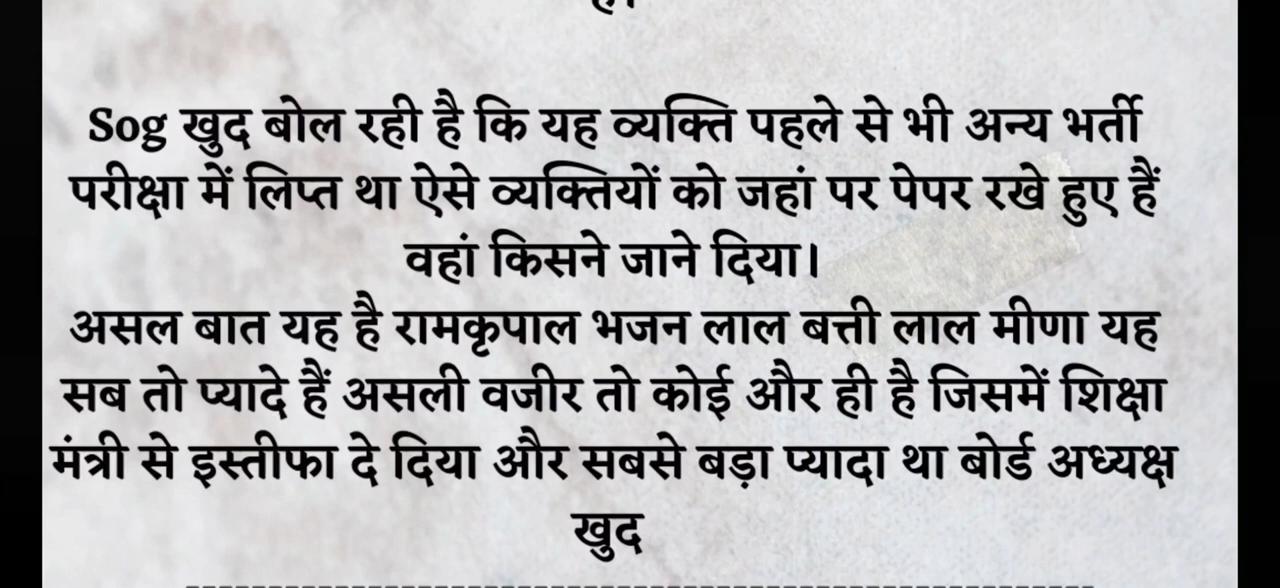 Sog खुद बोल रही है कि यह व्यक्ति पहले से भी अन्य भर्ती
परीक्षा में लिप्त था ऐसे व्यक्तियों को जहां पर पेपर रखे हुए हैं
वहां किसने जाने दिया।
असल बात यह है रामकृपाल भजन लाल बत्ती लाल मीणा यह
सब तो प्यादे हैं असली वजीर तो कोई और ही है जिसमें शिक्षा
मंत्री से इस्तीफा दे दिया और सबसे बड़ा प्यादा था बोर्ड अध्यक्ष
खुद